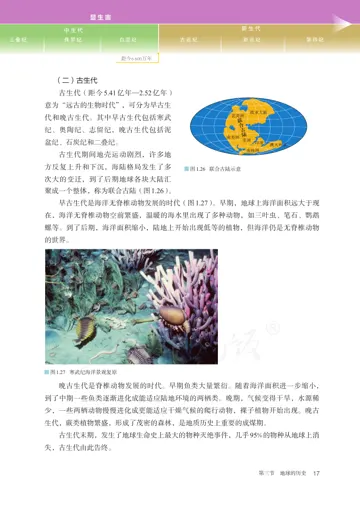 显生宙
中生代
新生代
三叠纪
侏罗纪
白垩纪
古近纪
新近纪
第四纪
(二)古生代
古生代(距今5.41亿年—2.52亿年)
意为“远古的生物时代”,可分为早古生
代和晚古生代。其中早古生代包括寒武
纪、奥陶纪、志留纪,晚古生代包括泥
盆纪、石炭纪和二叠纪。
古生代期间地壳运动剧烈,许多地
方反复上升和下沉,海陆格局发生了多
次大的变迁,到了后期地球各块大陆汇
聚成一个整体,称为联合古陆(图1.26)。
图1.26 联合古陆示意
早古生代是海洋无脊椎动物发展的时代(图1.27)。早期,地球上海洋面积远大于现
在,海洋无脊椎动物空前繁盛,温暖的海水里出现了多种动物,如三叶虫、笔石、鹦鹉
螺等。到了后期,海洋面积缩小,陆地上开始出现低等的植物,但海洋仍是无脊椎动物
的世界。
图1.27 寒武纪海洋景观复原
晚古生代是脊椎动物发展的时代。早期鱼类大量繁衍。随着海洋面积进一步缩小,
到了中期一些鱼类逐渐进化成能适应陆地环境的两栖类。晚期,气候变得干旱,水源稀
少,一些两栖动物慢慢进化成更能适应干燥气候的爬行动物,裸子植物开始出现。晚古
生代,蕨类植物繁盛,形成了茂密的森林,是地质历史上重要的成煤期。
古生代末期,发生了地球生命史上最大的物种灭绝事件,几乎95%的物种从地球上消
失,古生代由此告终。
第三节 地球的历史 17